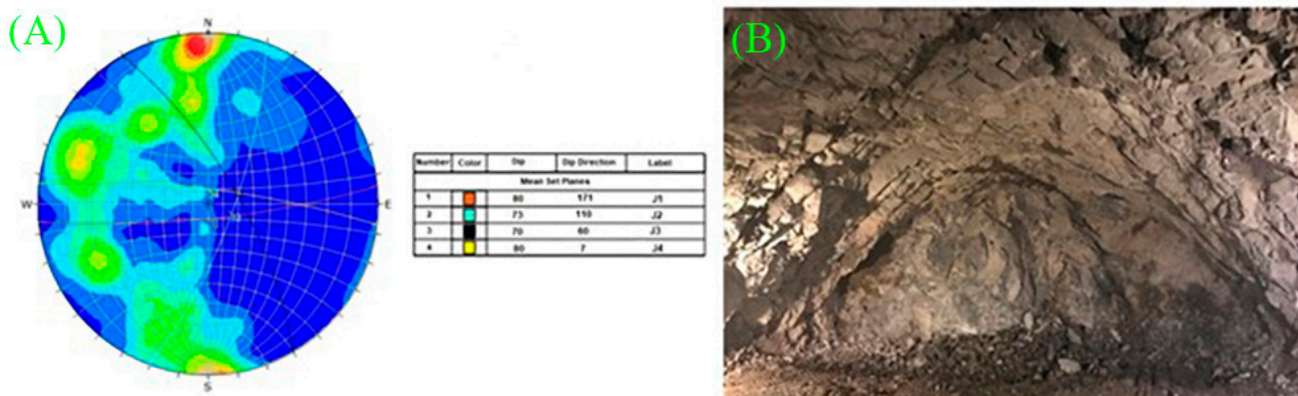 (A)
N
W
E
S
Number Color Dip Dip Direction Label
Mean Set Planes
1 80 171 J1
2 73 110 J2
3 70 60 J3
4 80 7 J4
(B)